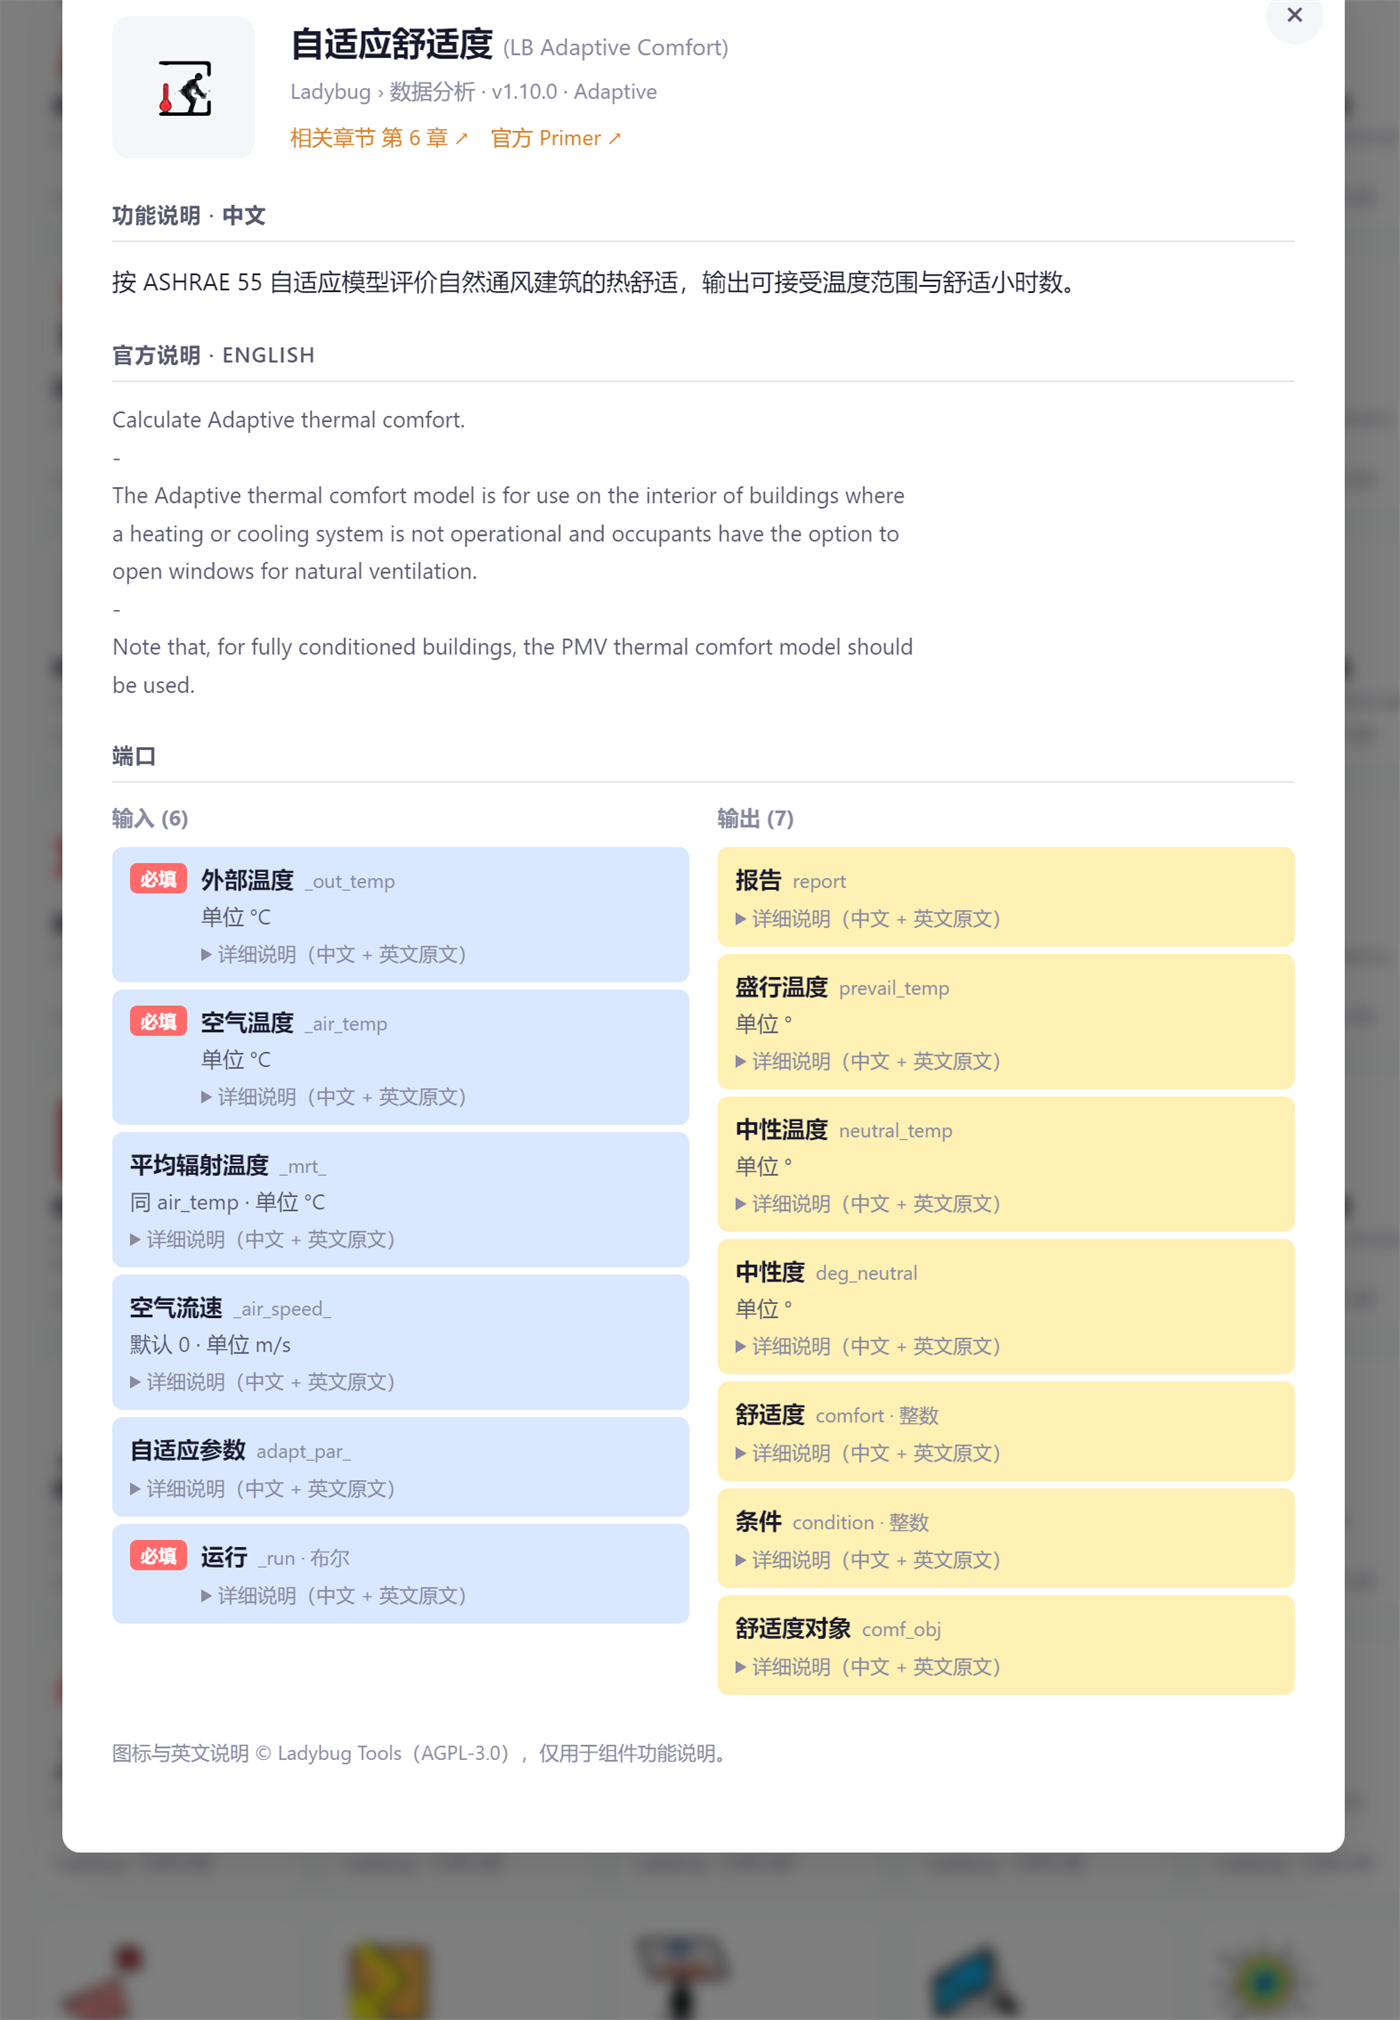 自适应舒适度 (LB Adaptive Comfort)
Ladybug › 数据分析 · v1.10.0 · Adaptive
相关章节 第 6 章 ↗ 官方 Primer ↗
功能说明 · 中文
按 ASHRAE 55 自适应模型评价自然通风建筑的热舒适，输出可接受温度范围与舒适小时数。
官方说明 · ENGLISH
Calculate Adaptive thermal comfort.
-
The Adaptive thermal comfort model is for use on the interior of buildings where
a heating or cooling system is not operational and occupants have the option to
open windows for natural ventilation.
-
Note that, for fully conditioned buildings, the PMV thermal comfort model should
be used.
端口
输入 (6)
必填 外部温度 _out_temp
单位 °C
▶ 详细说明（中文 + 英文原文）
必填 空气温度 _air_temp
单位 °C
▶ 详细说明（中文 + 英文原文）
平均辐射温度 _mrt_
同 air_temp · 单位 °C
▶ 详细说明（中文 + 英文原文）
空气流速 _air_speed_
默认 0 · 单位 m/s
▶ 详细说明（中文 + 英文原文）
自适应参数 adapt_par_
▶ 详细说明（中文 + 英文原文）
必填 运行 _run · 布尔
▶ 详细说明（中文 + 英文原文）
输出 (7)
报告 report
▶ 详细说明（中文 + 英文原文）
盛行温度 prevail_temp
单位 °
▶ 详细说明（中文 + 英文原文）
中性温度 neutral_temp
单位 °
▶ 详细说明（中文 + 英文原文）
中性度 deg_neutral
单位 °
▶ 详细说明（中文 + 英文原文）
舒适度 comfort · 整数
▶ 详细说明（中文 + 英文原文）
条件 condition · 整数
▶ 详细说明（中文 + 英文原文）
舒适度对象 comf_obj
▶ 详细说明（中文 + 英文原文）
图标与英文说明 © Ladybug Tools（AGPL-3.0），仅用于组件功能说明。